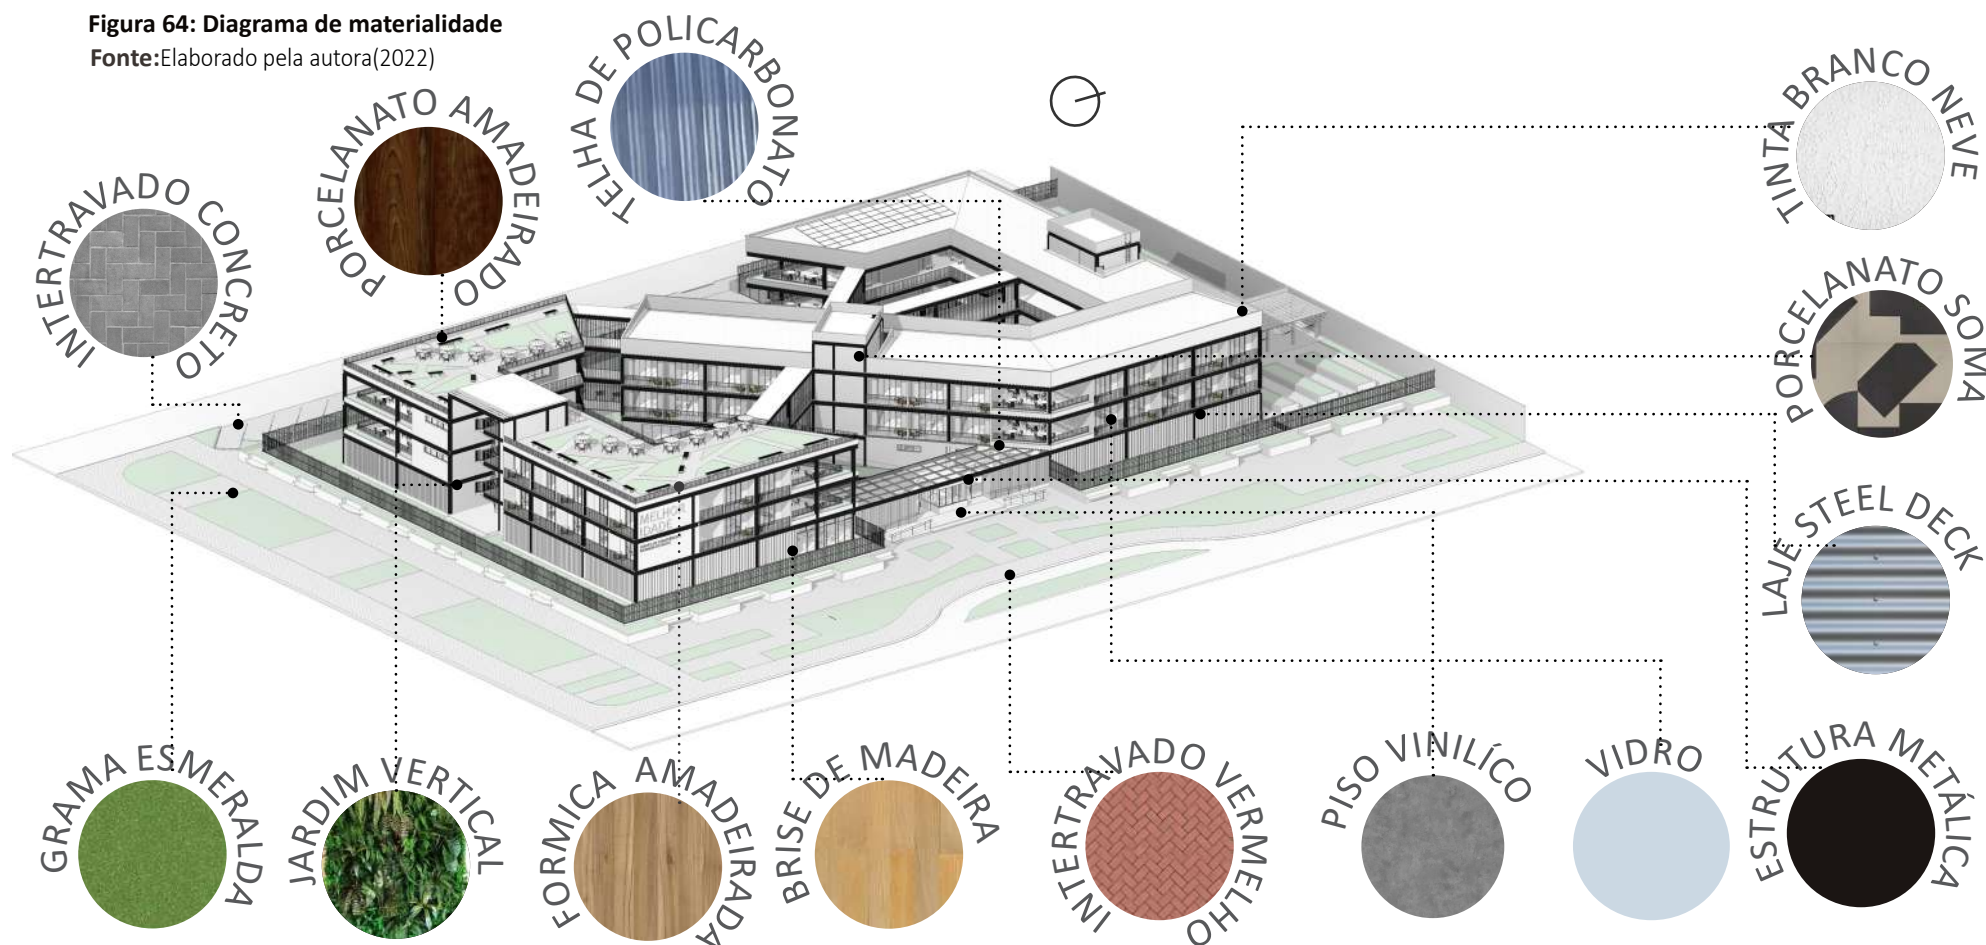 Figura 64: Diagrama de materialidade
Fonte:Elaborado pela autora(2022)
INTERTRAVADO CONCRETO
PORCELANATO AMADEIRADO
TELHA DE POLICARBONATO
TINTA BRANCO NEVE
PORCELANATO SOMA
LAJE STEEL DECK
MELHOR
IDADE
GRAMA ESMERALDA
JARDIM VERTICAL
FORMICA AMADEIRADA
BRISE DE MADEIRA
INTERTRAVADO VERMELHO
PISO VINILÍCO
VIDRO
ESTRUTURA METÁLICA